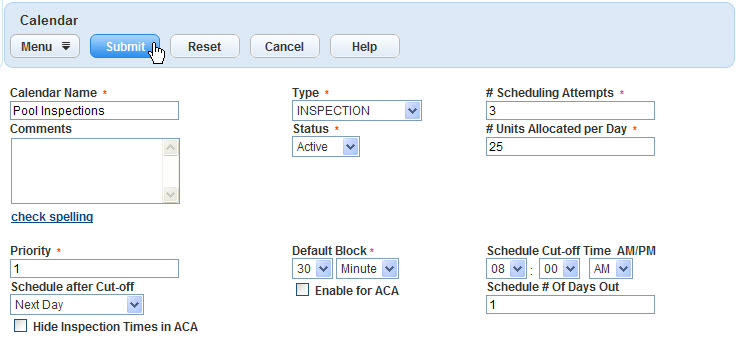 Calendar
Menu Submit Reset Cancel Help
Calendar Name * Type * # Scheduling Attempts *
Pool Inspections INSPECTION 3
Comments Status * # Units Allocated per Day *
Active 25
check spelling
Priority * Default Block * Schedule Cut-off Time AM/PM
1 30 Minute 08 : 00 AM
Schedule after Cut-off Enable for ACA Schedule # Of Days Out
Next Day 1
Hide Inspection Times in ACA